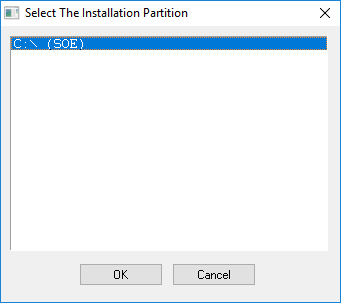 Select The Installation Partition
C:\ (SOE)
OK
Cancel